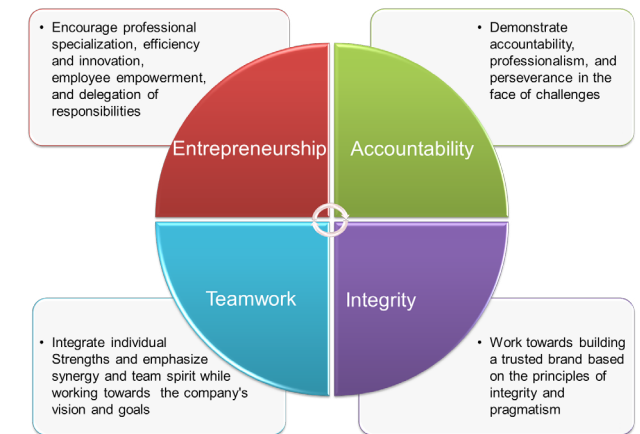 • Encourage professional
specialization, efficiency
and innovation,
employee empowerment,
and delegation of
responsibilities
• Demonstrate
accountability,
professionalism, and
perseverance in the
face of challenges
Entrepreneurship
Accountability
Teamwork
Integrity
• Integrate individual
Strengths and emphasize
synergy and team spirit while
working towards the company's
vision and goals
• Work towards building
a trusted brand based
on the principles of
integrity and
pragmatism